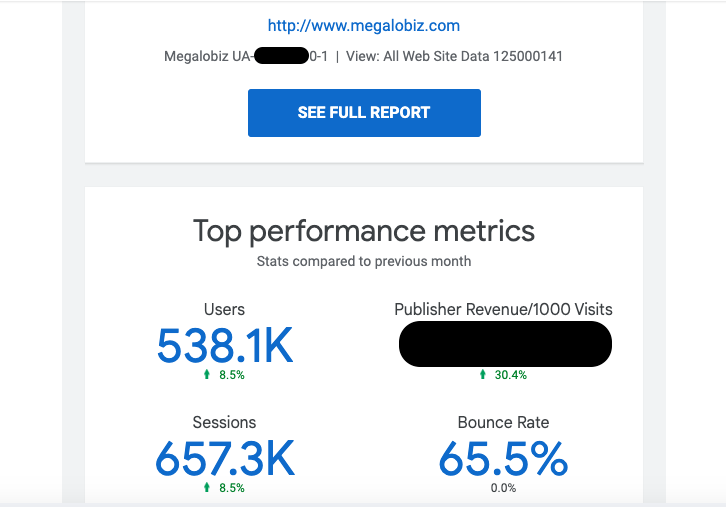 http://www.megalobiz.com
Megalobiz UA- 0-1 | View: All Web Site Data 125000141
SEE FULL REPORT
Top performance metrics
Stats compared to previous month
Users
Publisher Revenue/1000 Visits
538.1K
8.5%
30.4%
Sessions
Bounce Rate
657.3K
65.5%
8.5%
0.0%